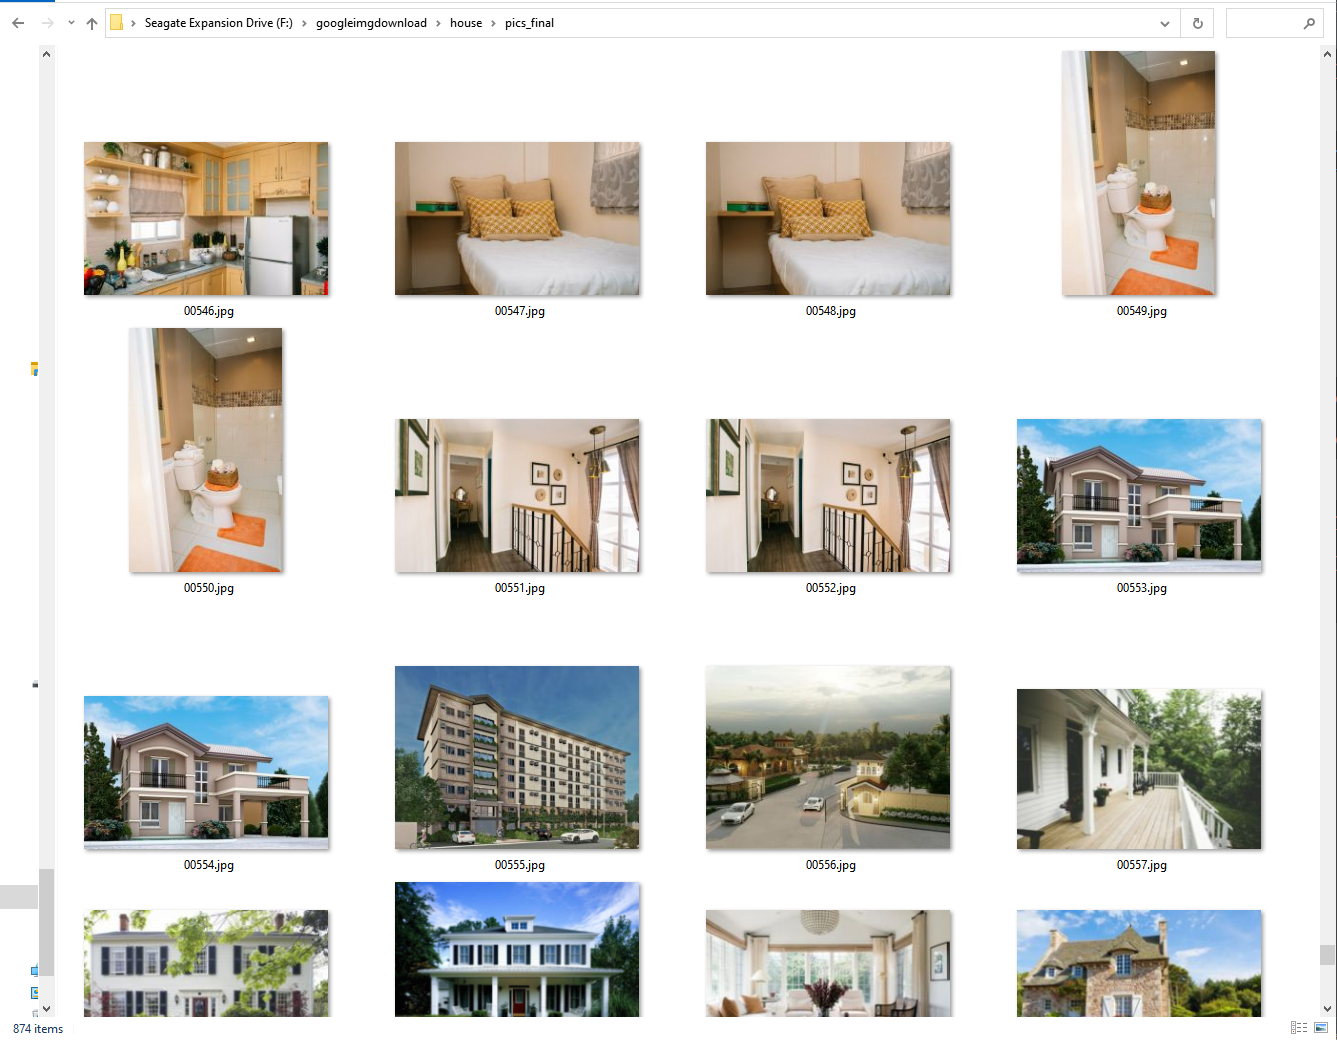 Seagate Expansion Drive (F:) > googleimgdownload > house > pics_final
00546.jpg
00547.jpg
00548.jpg
00549.jpg
00550.jpg
00551.jpg
00552.jpg
00553.jpg
00554.jpg
00555.jpg
00556.jpg
00557.jpg
874 items